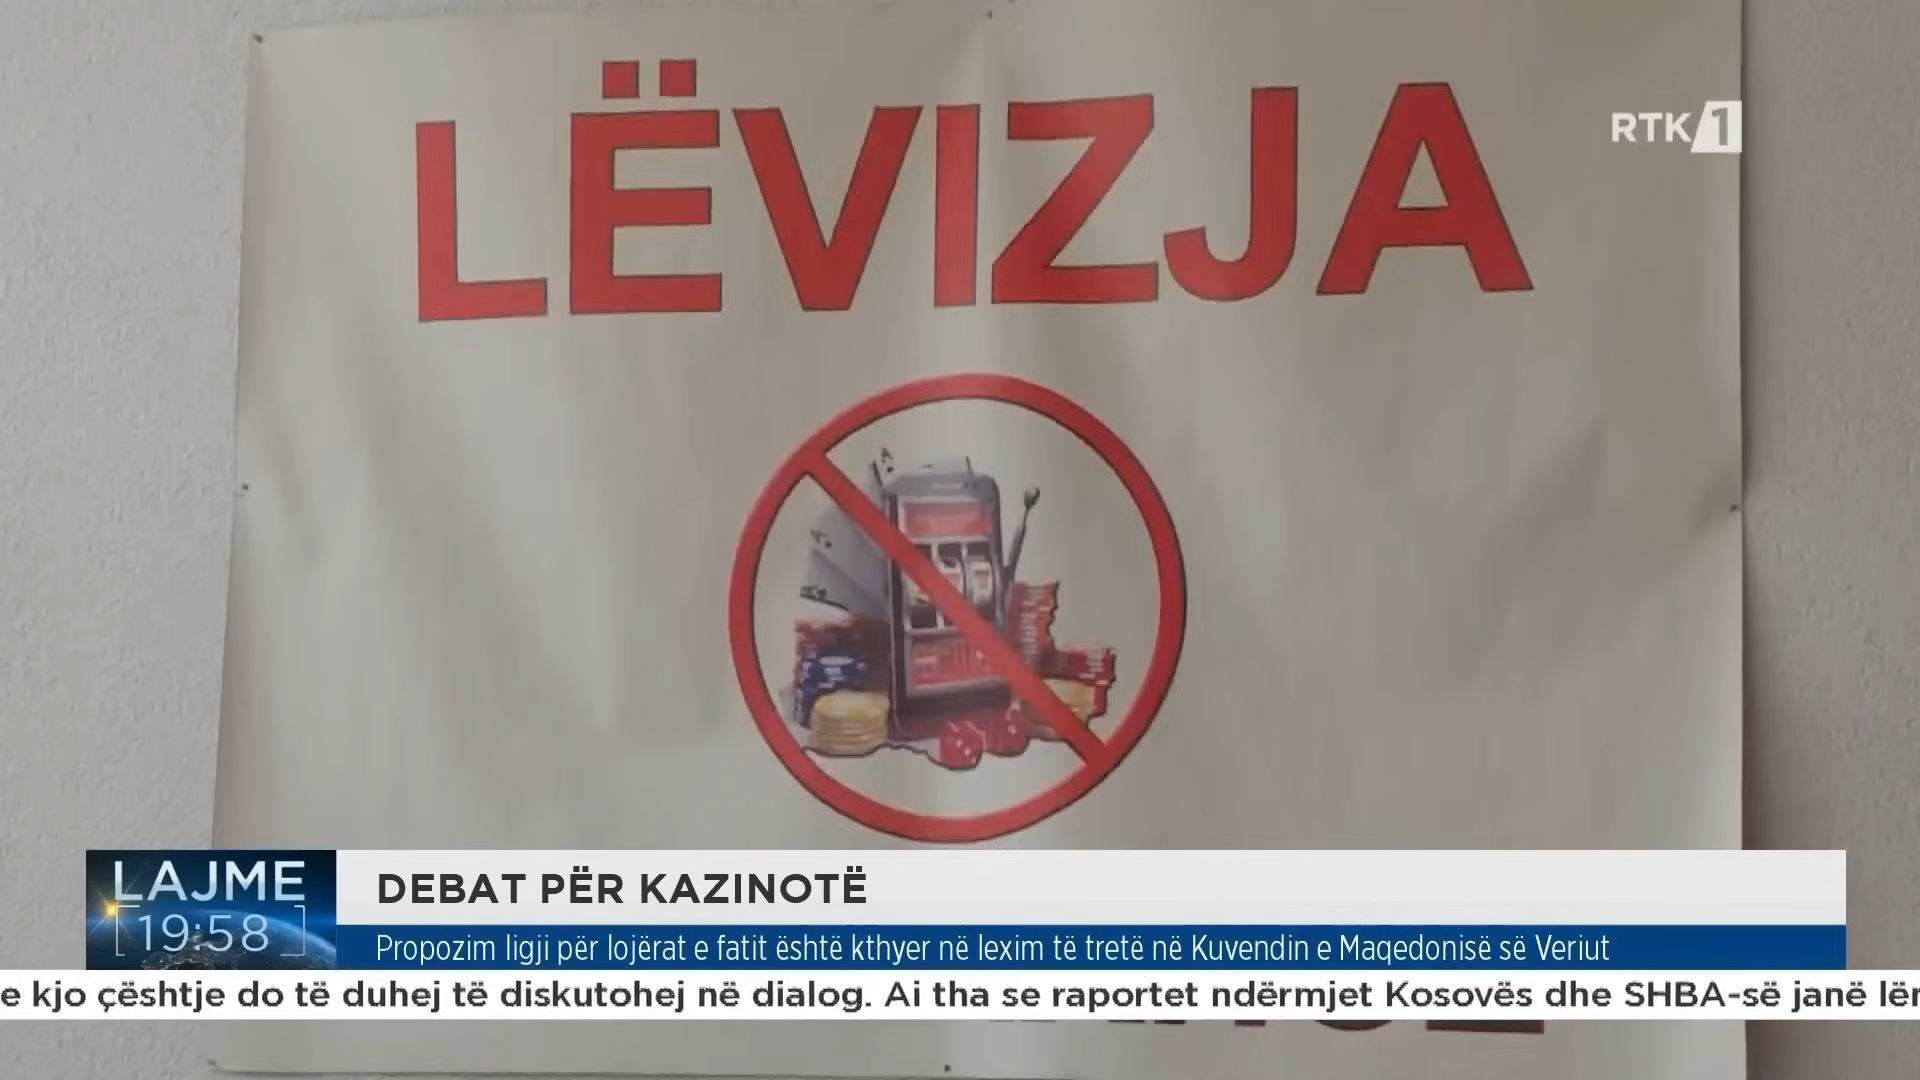 LËVIZJA
RTK 1
LAJME
19:58
DEBAT PËR KAZINOTË
Propozim ligji për lojërat e fatit është kthyer në lexim të tretë në Kuvendin e Maqedonisë së Veriut
e kjo çështje do të duhej të diskutohej në dialog. Ai tha se raportet ndërmjet Kosovës dhe SHBA-së janë lër